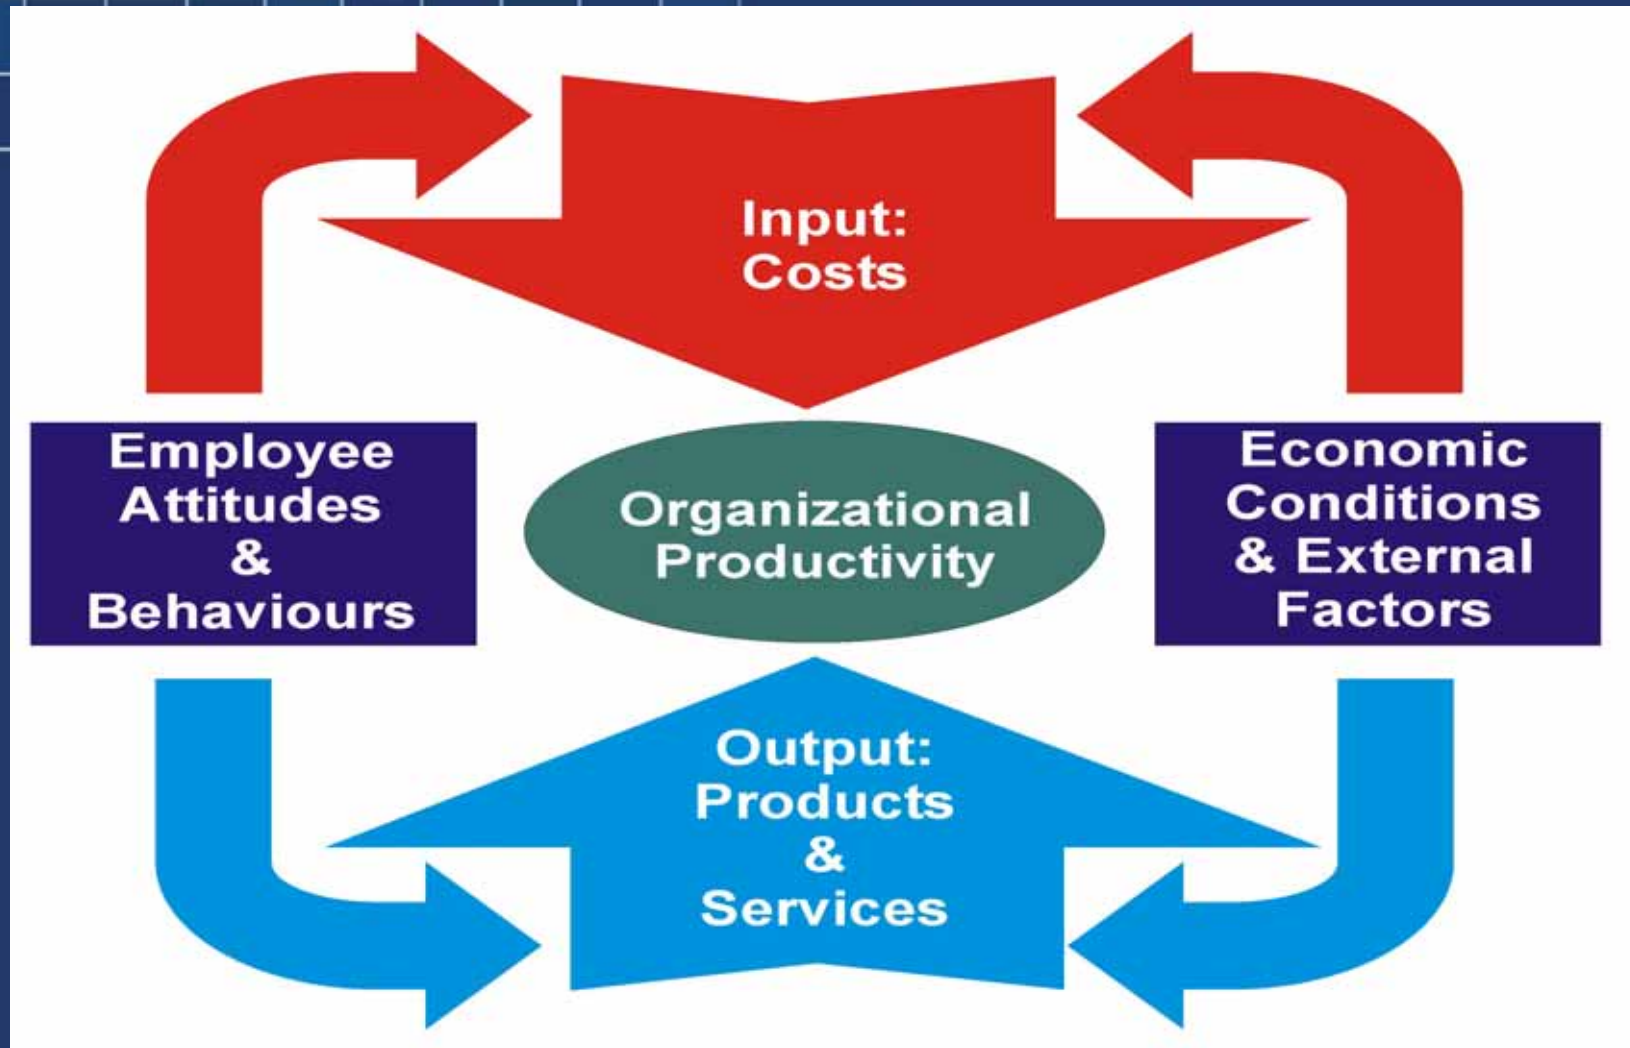 Input:
Costs
Employee
Attitudes
&
Behaviours
Organizational
Productivity
Economic
Conditions
& External
Factors
Output:
Products
&
Services